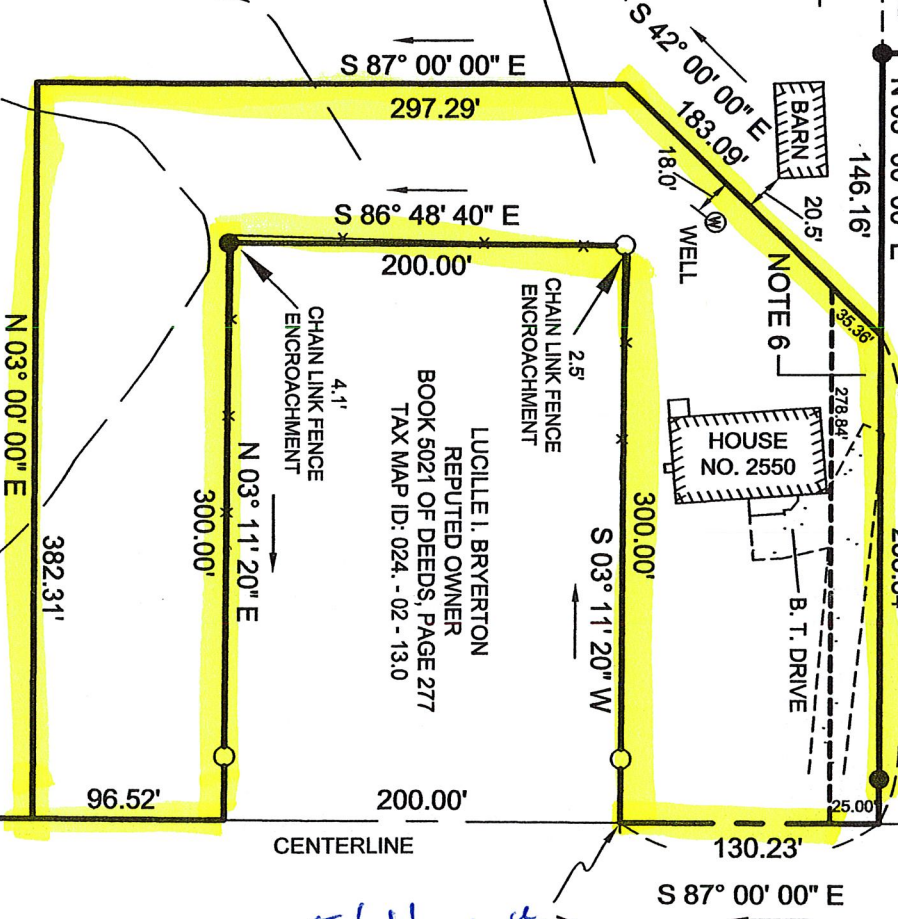 S 87° 00' 00" E
297.29'
S 42° 00' 00" E
183.09'
BARN
146.16'
18.0'
20.5'
W
WELL
NOTE 6
35.36'
278.84'
S 86° 48' 40" E
200.00'
CHAIN LINK FENCE
ENCROACHMENT
4.1'
CHAIN LINK FENCE
ENCROACHMENT
2.5'
HOUSE
NO. 2550
B. T. DRIVE
LUCILLE I. BRYERTON
REPUTED OWNER
BOOK 5021 OF DEEDS, PAGE 277
TAX MAP ID: 024. - 02 - 13.0
N 03° 00' 00" E
382.31'
N 03° 11' 20" E
300.00'
S 03° 11' 20" W
300.00'
96.52'
200.00'
25.00'
CENTERLINE
130.23'
S 87° 00' 00" E